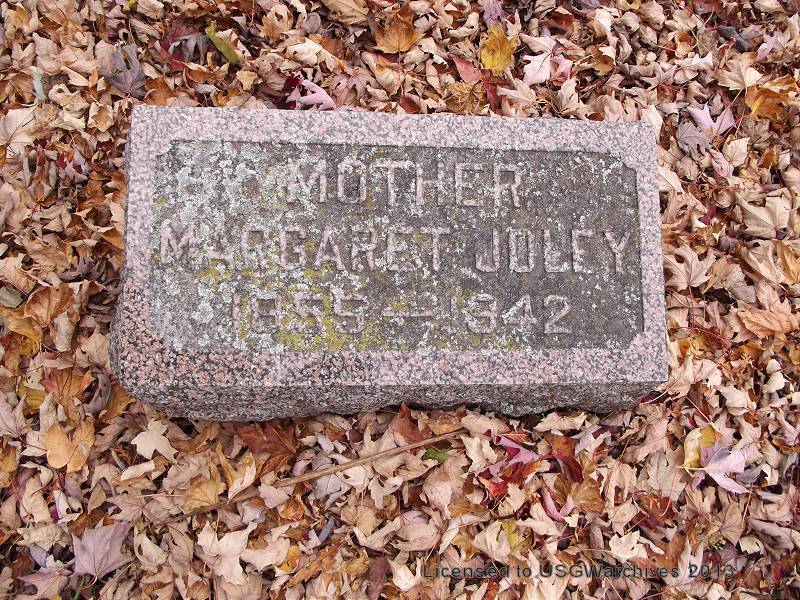 MOTHER
MARGARET JOLEY
1855 — 1942
Licensed to USGWarchives 2013